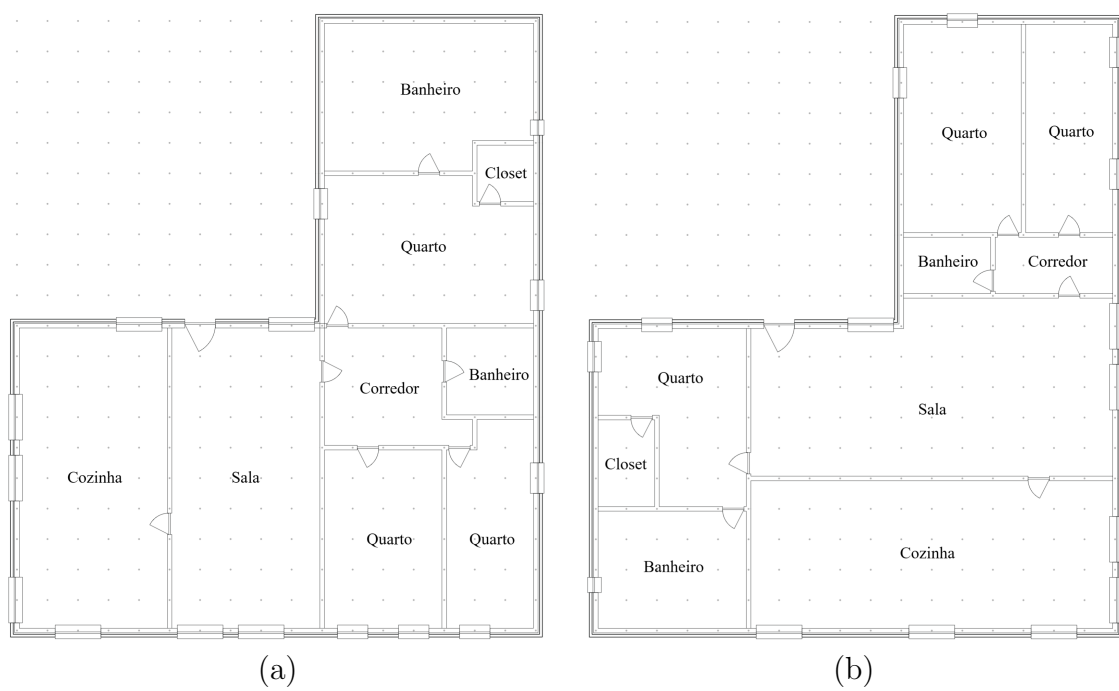 Banheiro
Closet
Quarto
Corredor
Banheiro
Cozinha
Sala
Quarto
Quarto
(a)
Quarto
Quarto
Banheiro
Corredor
Quarto
Sala
Closet
Cozinha
Banheiro
(b)